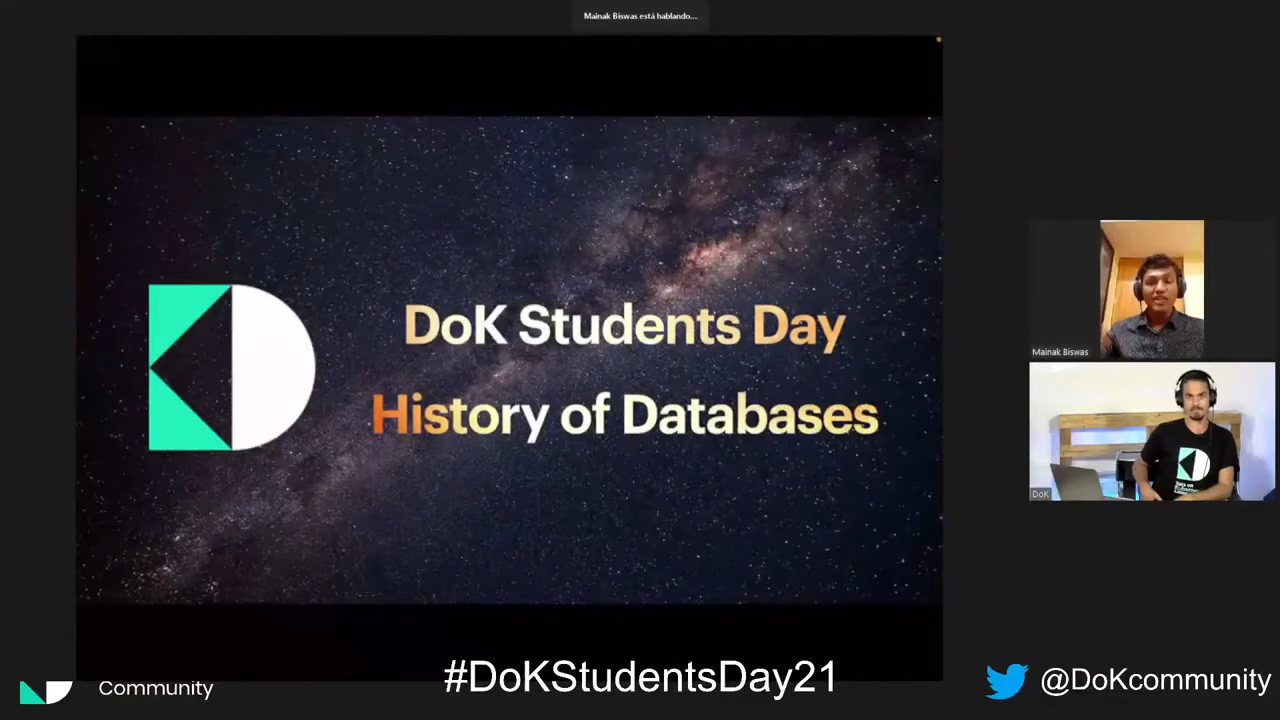 Mainak Biswas está hablando...
DoK Students Day
History of Databases
Mainak Biswas
DoK
Community
#DoKStudentsDay21
@DoKcommunity